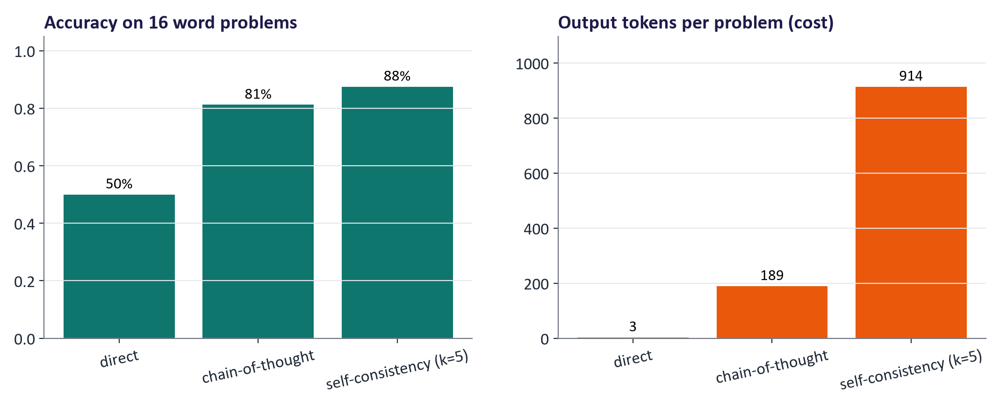 Accuracy on 16 word problems
1.0
0.8
0.6
0.4
0.2
0.0
50%
81%
88%
direct
chain-of-thought
self-consistency (k=5)
Output tokens per problem (cost)
1000
800
600
400
200
0
3
189
914
direct
chain-of-thought
self-consistency (k=5)